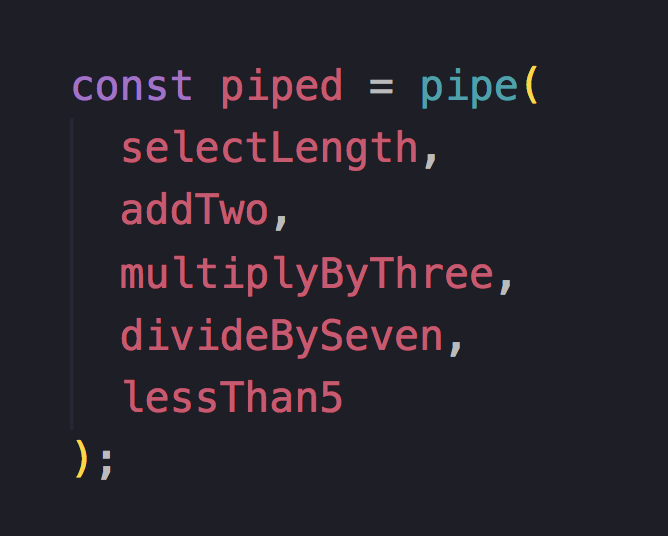 const piped = pipe(
  selectLength,
  addTwo,
  multiplyByThree,
  divideBySeven,
  lessThan5
);